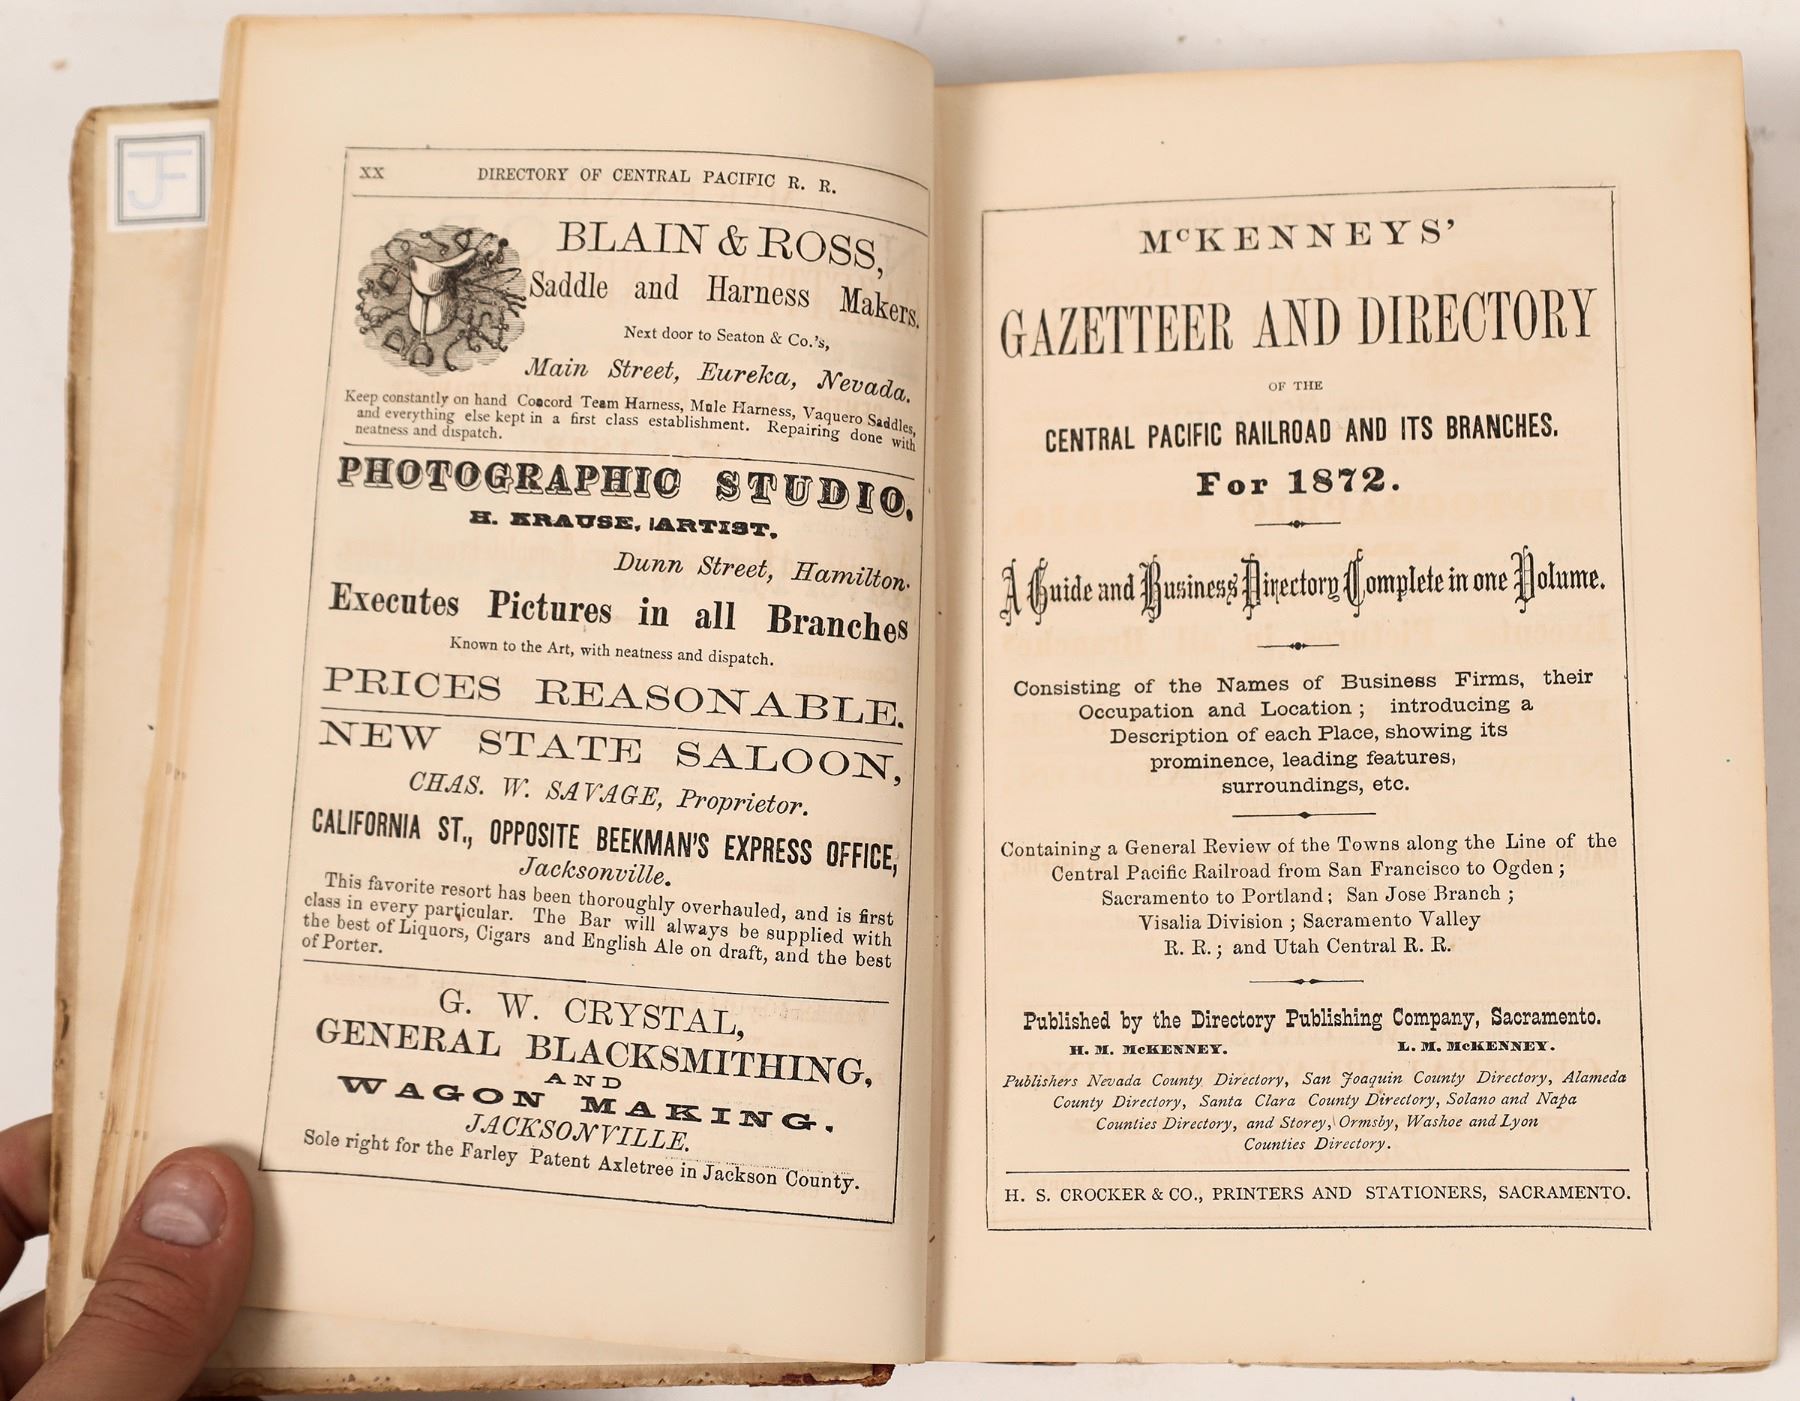 JF
XX DIRECTORY OF CENTRAL PACIFIC R. R.
BLAIN & ROSS,
Saddle and Harness Makers.
Next door to Seaton & Co.'s,
Main Street, Eureka, Nevada.
Keep constantly on hand Concord Team Harness, Mule Harness, Vaquero Saddles,
and everything else kept in a first class establishment. Repairing done with
neatness and dispatch.
PHOTOGRAPHIC STUDIO.
H. KRAUSE, ARTIST.
Dunn Street, Hamilton.
Executes Pictures in all Branches
Known to the Art, with neatness and dispatch.
PRICES REASONABLE.
NEW STATE SALOON,
CHAS. W. SAVAGE, Proprietor.
CALIFORNIA ST., OPPOSITE BEEKMAN'S EXPRESS OFFICE,
Jacksonville.
This favorite resort has been thoroughly overhauled, and is first
class in every particular. The Bar will always be supplied with
the best of Liquors, Cigars and English Ale on draft, and the best
of Porter.
G. W. CRYSTAL,
GENERAL BLACKSMITHING,
AND
WAGON MAKING.
JACKSONVILLE.
Sole right for the Farley Patent Axletree in Jackson County.
McKENNEYS'
GAZETTEER AND DIRECTORY
OF THE
CENTRAL PACIFIC RAILROAD AND ITS BRANCHES.
For 1872.
A Guide and Business Directory Complete in one Volume.
Consisting of the Names of Business Firms, their
Occupation and Location; introducing a
Description of each Place, showing its
prominence, leading features,
surroundings, etc.
Containing a General Review of the Towns along the Line of the
Central Pacific Railroad from San Francisco to Ogden;
Sacramento to Portland; San Jose Branch;
Visalia Division; Sacramento Valley
R. R.; and Utah Central R. R.
Published by the Directory Publishing Company, Sacramento.
H. M. McKENNEY. L. M. McKENNEY.
Publishers Nevada County Directory, San Joaquin County Directory, Alameda
County Directory, Santa Clara County Directory, Solano and Napa
Counties Directory, and Storey, Ormsby, Washoe and Lyon
Counties Directory.
H. S. CROCKER & CO., PRINTERS AND STATIONERS, SACRAMENTO.